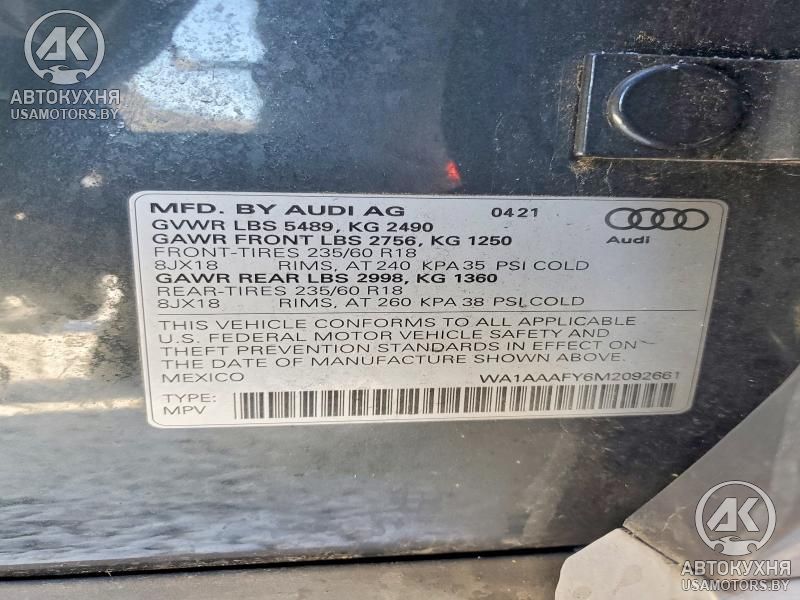 AK
АВТОКУХНЯ
USAMOTORS.BY
MFD. BY AUDI AG 0421
GVWR LBS 5489, KG 2490
GAWR FRONT LBS 2756, KG 1250
Audi
FRONT-TIRES 235/60 R18
8JX18 RIMS, AT 240 KPA 35 PSI COLD
GAWR REAR LBS 2998, KG 1360
REAR-TIRES 235/60 R18
8JX18 RIMS, AT 260 KPA 38 PSI COLD
THIS VEHICLE CONFORMS TO ALL APPLICABLE
U.S. FEDERAL MOTOR VEHICLE SAFETY AND
THEFT PREVENTION STANDARDS IN EFFECT ON
THE DATE OF MANUFACTURE SHOWN ABOVE.
MEXICO WA1AAAFY6M2092661
TYPE:
MPV
AK
АВТОКУХНЯ
USAMOTORS.BY